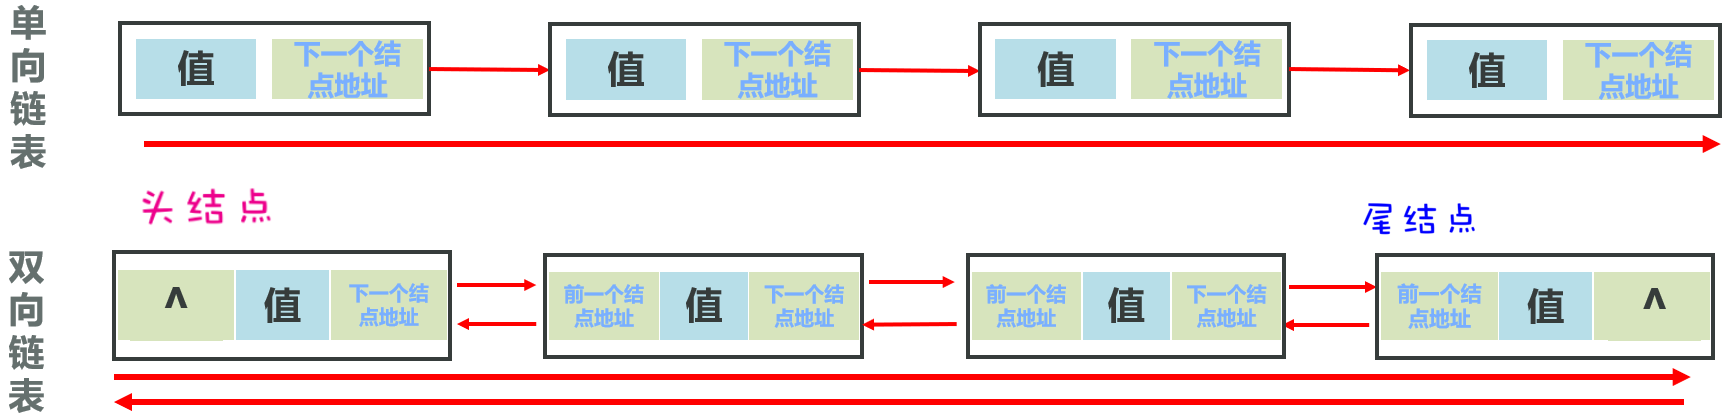 单向链表
值
下一个结
点地址
值
下一个结
点地址
值
下一个结
点地址
值
下一个结
点地址
头结点
尾结点
双向链表
^
值
下一个结
点地址
前一个结
点地址
值
下一个结
点地址
前一个结
点地址
值
下一个结
点地址
前一个结
点地址
值
^